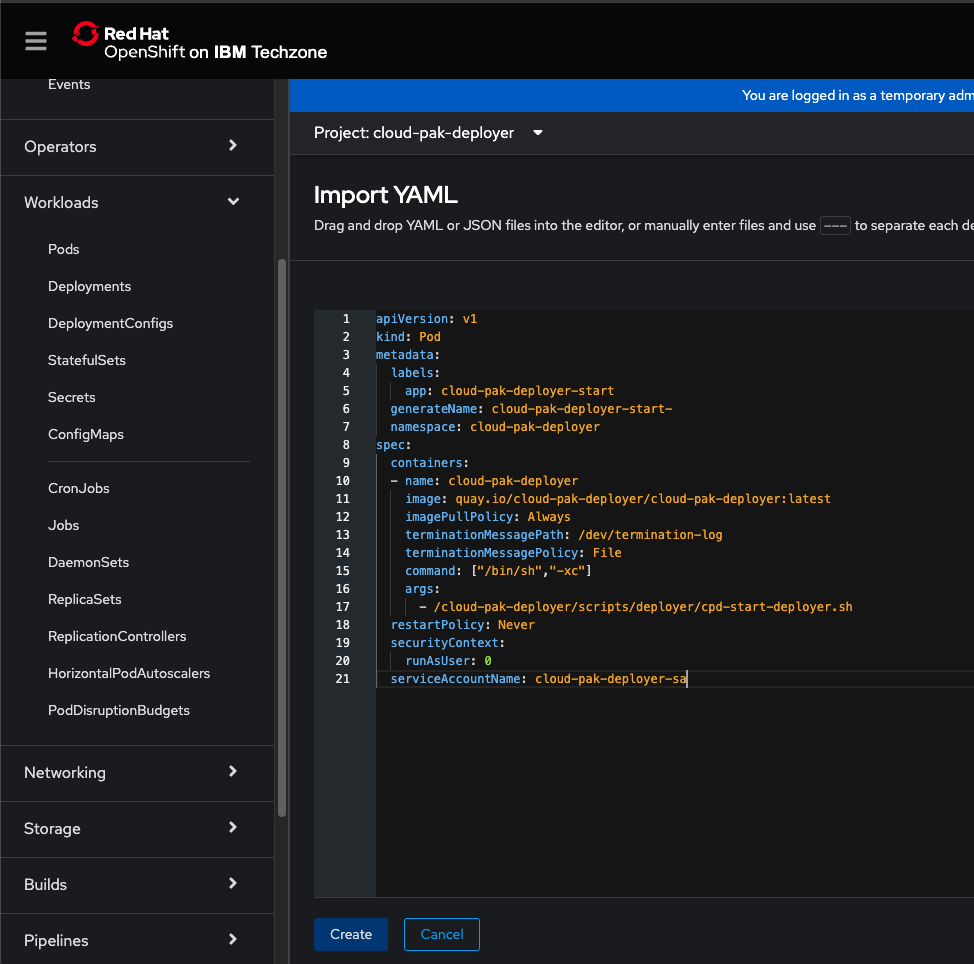 Red Hat
OpenShift on IBM Techzone
Events
Operators
Workloads
Pods
Deployments
DeploymentConfigs
StatefulSets
Secrets
ConfigMaps
CronJobs
Jobs
DaemonSets
ReplicaSets
ReplicationControllers
HorizontalPodAutoscalers
PodDisruptionBudgets
Networking
Storage
Builds
Pipelines
You are logged in as a temporary adm
Project: cloud-pak-deployer
Import YAML
Drag and drop YAML or JSON files into the editor, or manually enter files and use --- to separate each de
1 apiVersion: v1
2 kind: Pod
3 metadata:
4   labels:
5     app: cloud-pak-deployer-start
6   generateName: cloud-pak-deployer-start-
7   namespace: cloud-pak-deployer
8 spec:
9   containers:
10   - name: cloud-pak-deployer
11     image: quay.io/cloud-pak-deployer/cloud-pak-deployer:latest
12     imagePullPolicy: Always
13     terminationMessagePath: /dev/termination-log
14     terminationMessagePolicy: File
15     command: ["/bin/sh","-xc"]
16     args:
17       - /cloud-pak-deployer/scripts/deployer/cpd-start-deployer.sh
18   restartPolicy: Never
19   securityContext:
20     runAsUser: 0
21   serviceAccountName: cloud-pak-deployer-sa
Create
Cancel